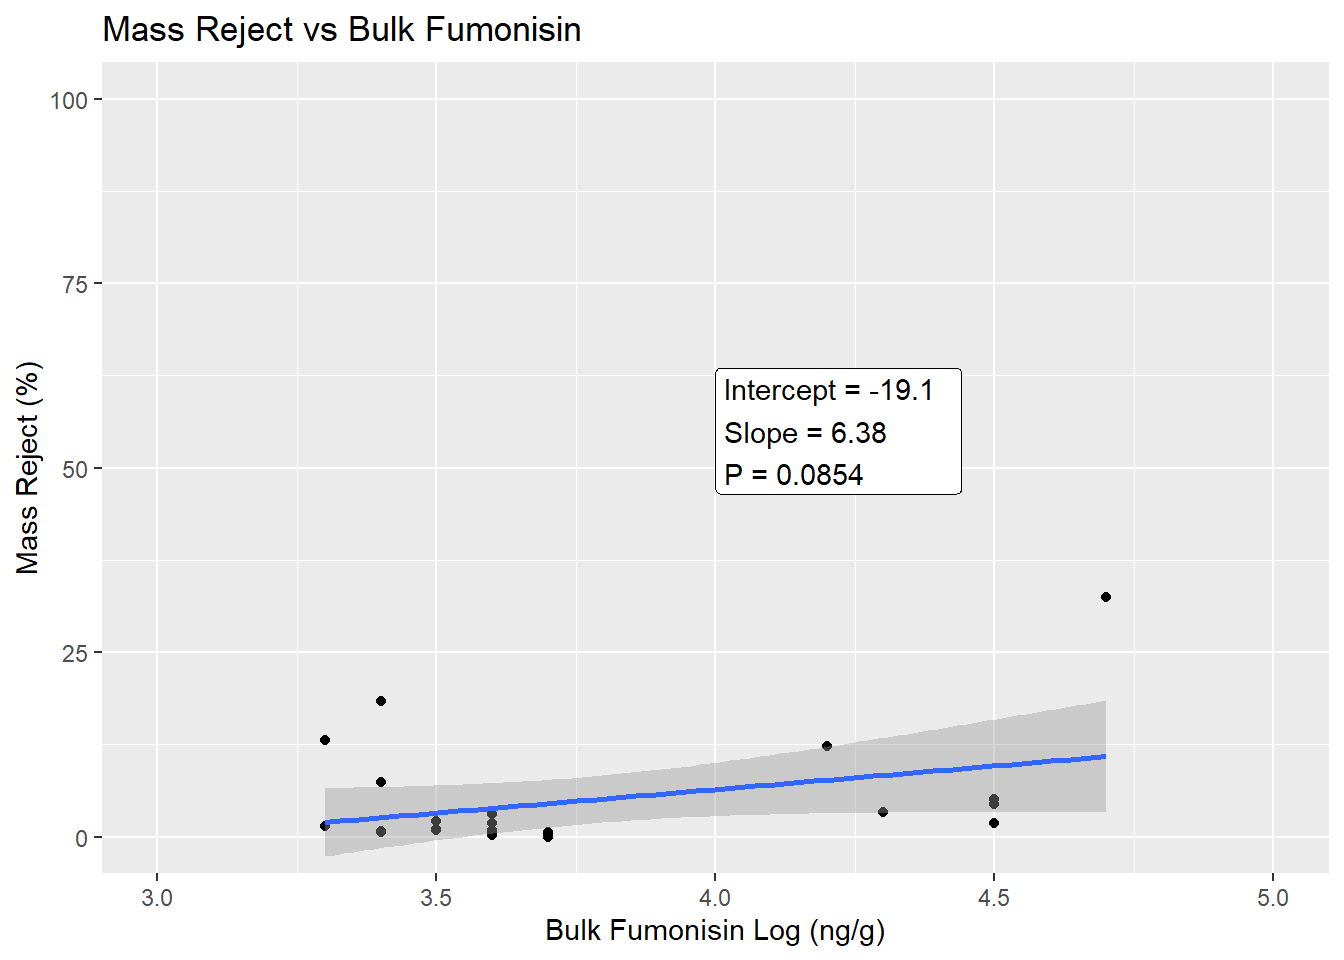 Mass Reject vs Bulk Fumonisin
100
75
50
25
0
Mass Reject (%)
Intercept = -19.1
Slope = 6.38
P = 0.0854
3.0 3.5 4.0 4.5 5.0
Bulk Fumonisin Log (ng/g)